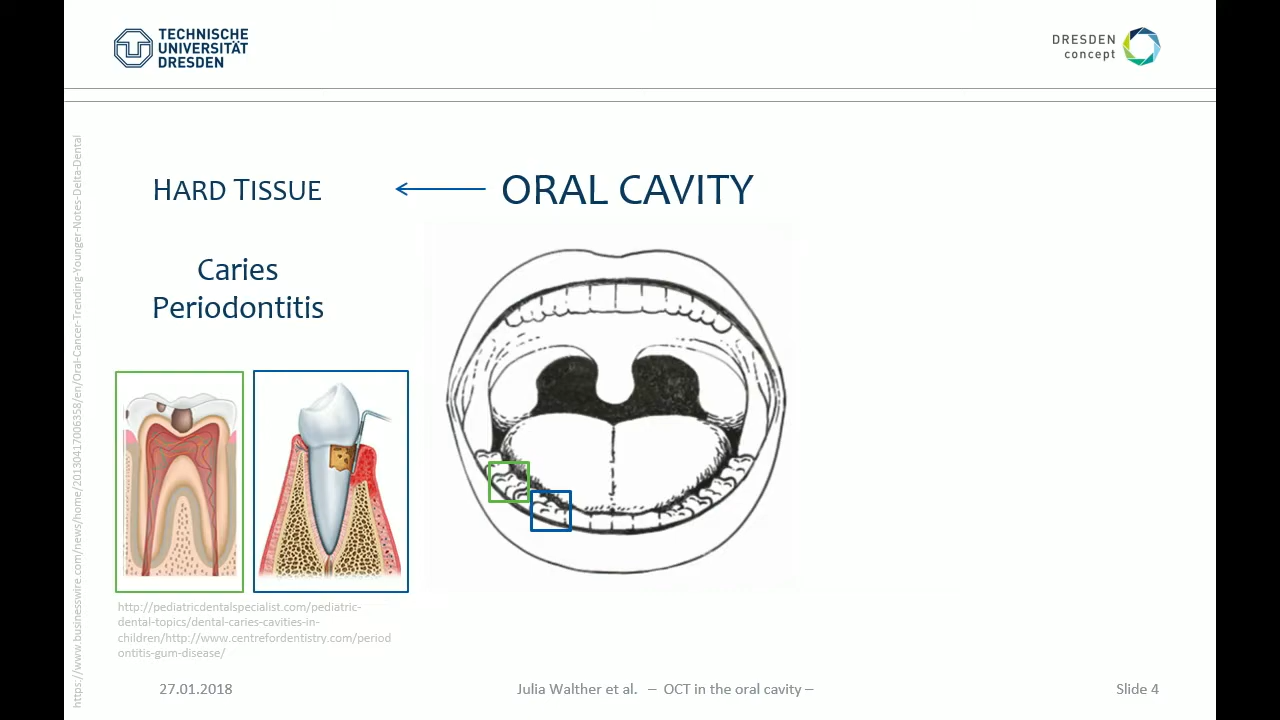 TECHNISCHE
UNIVERSITÄT
DRESDEN
DRESDEN
concept
HARD TISSUE
ORAL CAVITY
Caries
Periodontitis
http://pediatricdentalspecialist.com/pediatric-
dental-topics/dental-caries-cavities-in-
children/http://www.centrefordentistry.com/period
ontitis-gum-disease/
https://www.businesswire.com/news/home/20130417006358/en/Oral-Cancer-Trending-Younger-Notes-Delta-Dental
27.01.2018
Julia Walther et al. – OCT in the oral cavity –
Slide 4